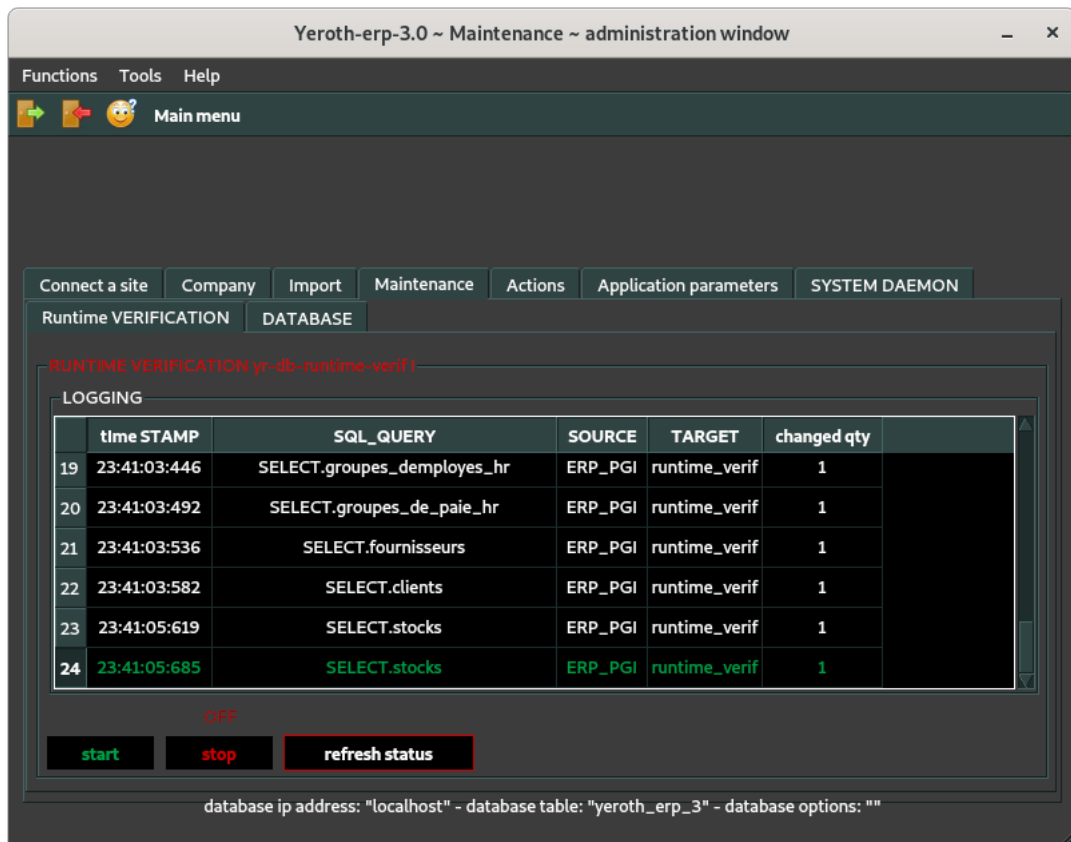 Yeroth-erp-3.0 ~ Maintenance ~ administration window
Functions Tools Help
Main menu
Connect a site Company Import Maintenance Actions Application parameters SYSTEM DAEMON
Runtime VERIFICATION DATABASE
RUNTIME VERIFICATION yr-db-runtime-verif !
LOGGING
time STAMP SQL_QUERY SOURCE TARGET changed qty
19 23:41:03:446 SELECT.groupes_demployes_hr ERP_PGI runtime_verif 1
20 23:41:03:492 SELECT.groupes_de_paie_hr ERP_PGI runtime_verif 1
21 23:41:03:536 SELECT.fournisseurs ERP_PGI runtime_verif 1
22 23:41:03:582 SELECT.clients ERP_PGI runtime_verif 1
23 23:41:05:619 SELECT.stocks ERP_PGI runtime_verif 1
24 23:41:05:685 SELECT.stocks ERP_PGI runtime_verif 1
OFF
start stop refresh status
database ip address: "localhost" - database table: "yeroth_erp_3" - database options: ""